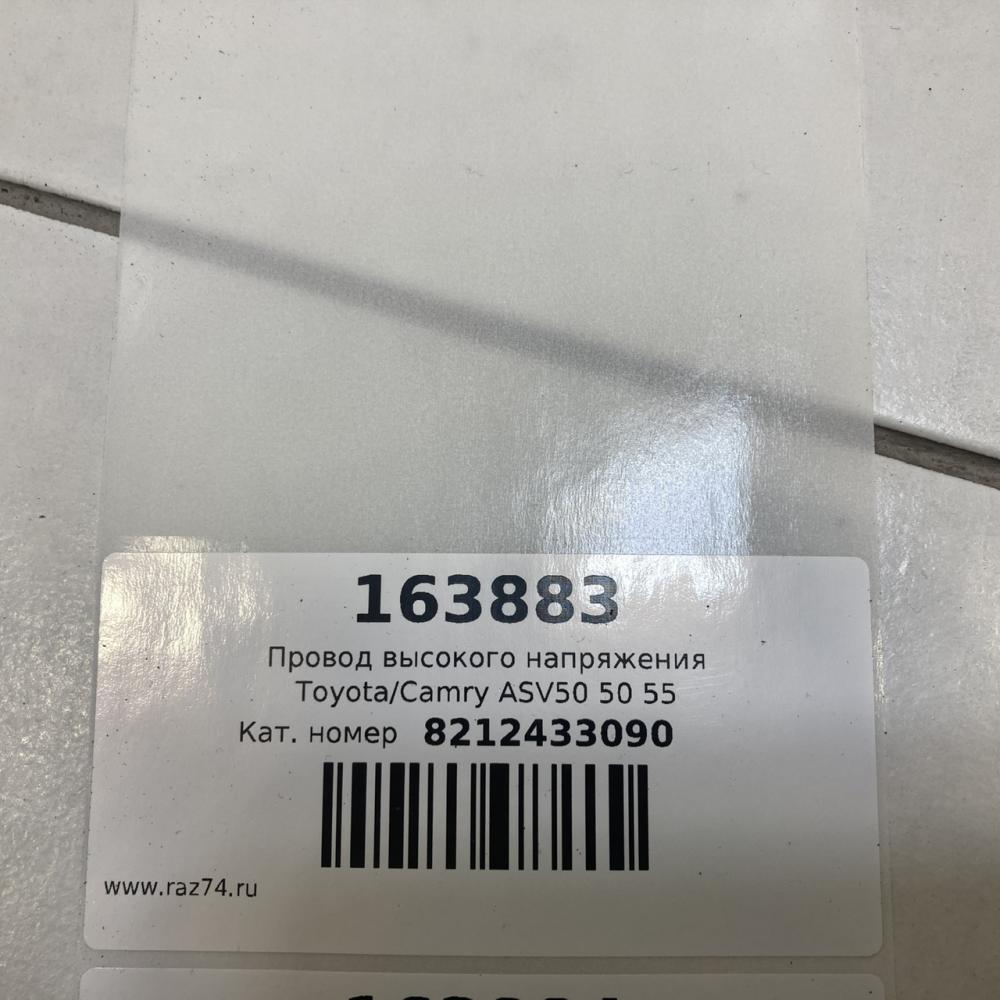 163883
Провод высокого напряжения
Toyota/Camry ASV50 50 55
Кат. номер 8212433090
www.raz74.ru